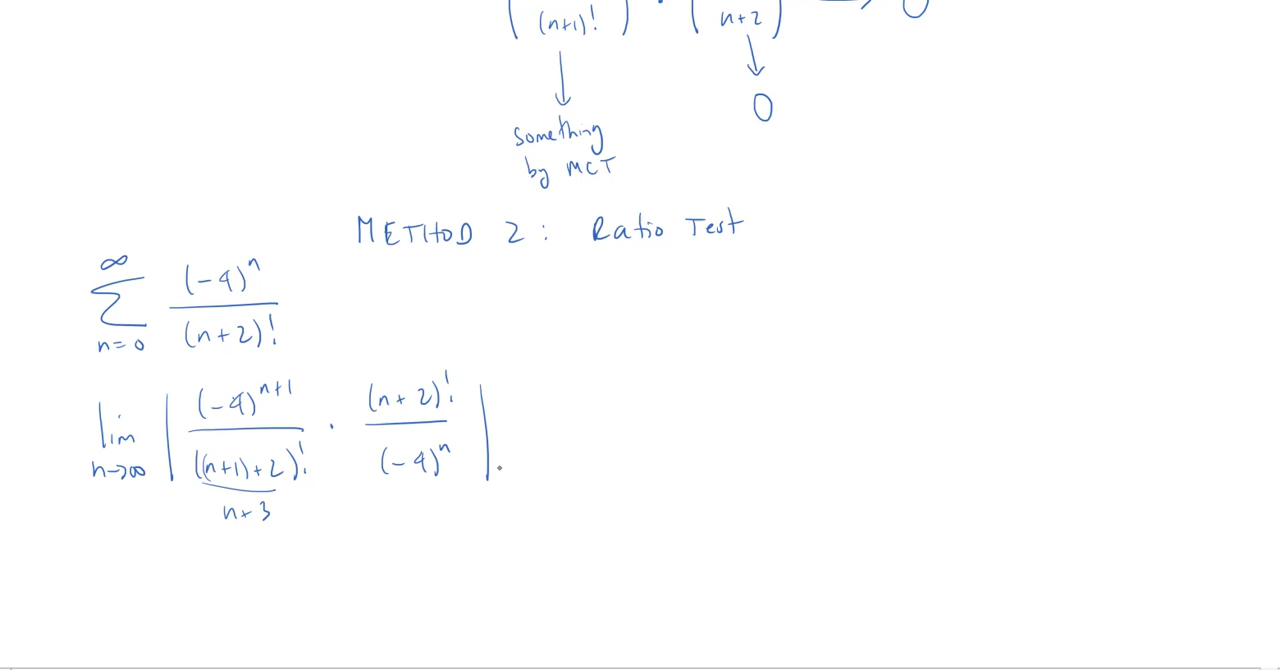 (n+1)! · n+2 → 0
0
something
by MCT
METHOD 2: Ratio Test
∞
∑ (-4)^n / (n+2)!
n=0
lim n→∞ | (-4)^{n+1} / ((n+1)+2)! · (n+2)! / (-4)^n |
n+3